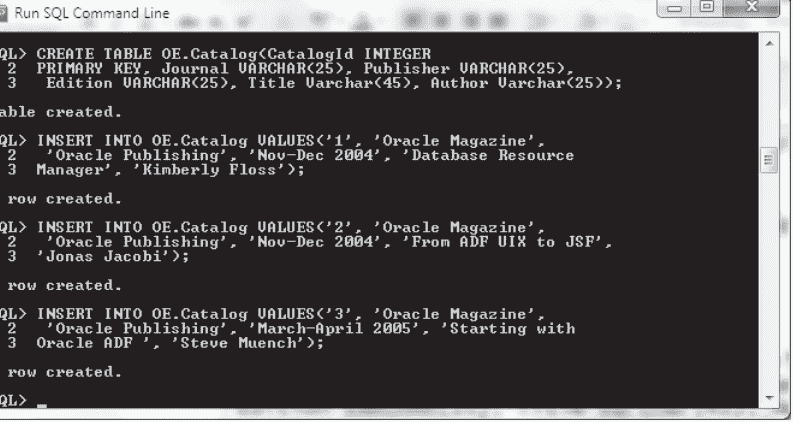 Run SQL Command Line
QL> CREATE TABLE OE.Catalog(CatalogId INTEGER
2 PRIMARY KEY, Journal VARCHAR(25), Publisher VARCHAR(25),
3 Edition VARCHAR(25), Title Varchar(45), Author Varchar(25));
able created.
QL> INSERT INTO OE.Catalog VALUES('1', 'Oracle Magazine',
2 'Oracle Publishing', 'Nov-Dec 2004', 'Database Resource
3 Manager', 'Kimberly Floss');
row created.
QL> INSERT INTO OE.Catalog VALUES('2', 'Oracle Magazine',
2 'Oracle Publishing', 'Nov-Dec 2004', 'From ADF UIX to JSF',
3 'Jonas Jacobi');
row created.
QL> INSERT INTO OE.Catalog VALUES('3', 'Oracle Magazine',
2 'Oracle Publishing', 'March-April 2005', 'Starting with
3 Oracle ADF ', 'Steve Muench');
row created.
QL> _